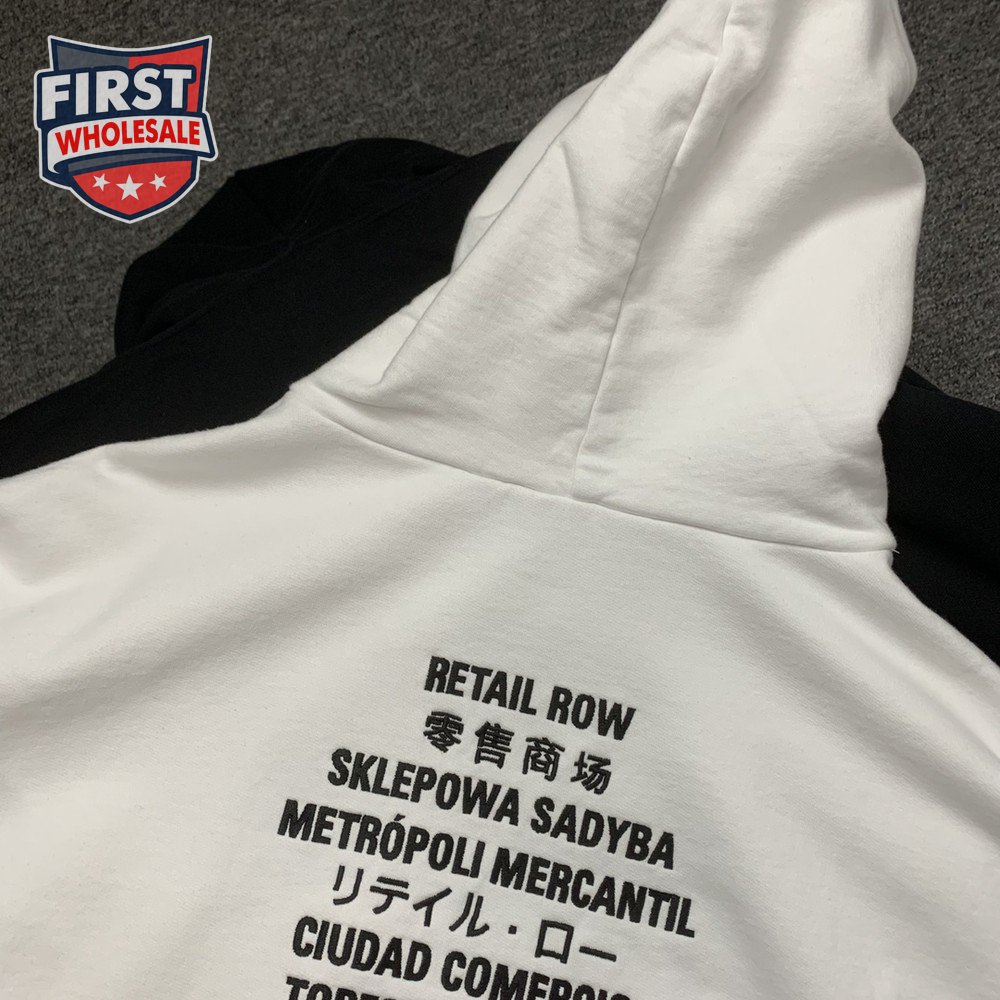 FIRST
WHOLESALE
RETAIL ROW
零售商场
SKLEPOWA SADYBA
METRÓPOLI MERCANTIL
リテイル・ロー
CIUDAD